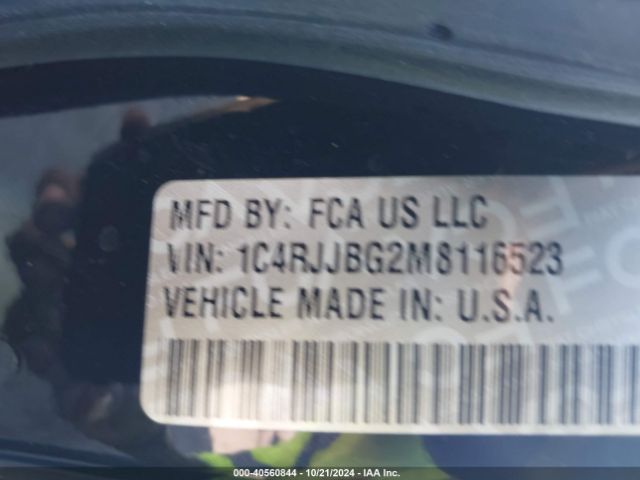 MFD BY: FCA US LLC
VIN: 1C4RJJBG2M8116523
VEHICLE MADE IN: U.S.A.
000-40560844 - 10/21/2024 - IAA Inc.